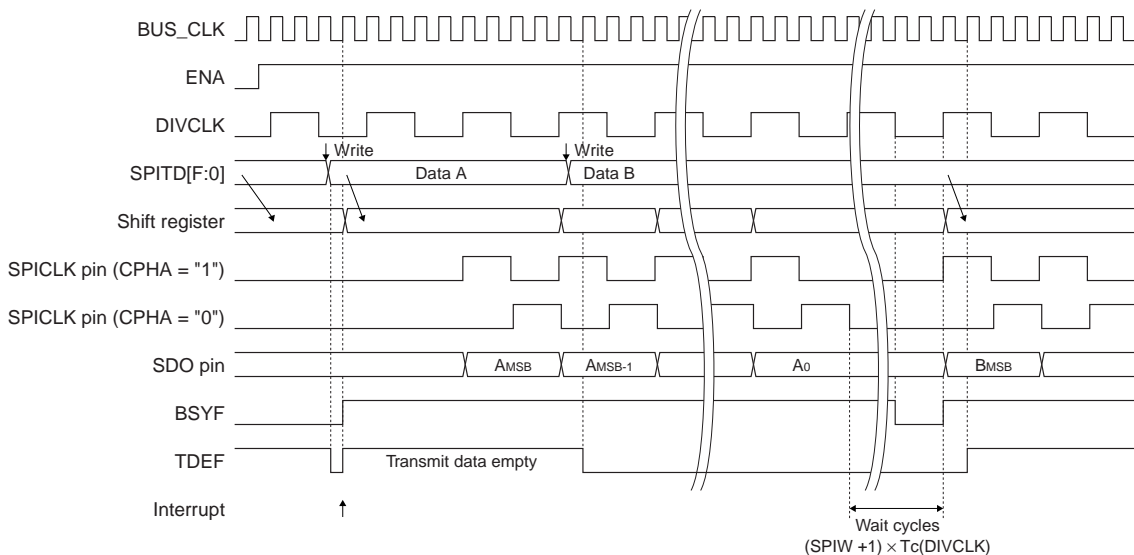 BUS_CLK
ENA
DIVCLK
Write
Write
SPITD[F:0]
Data A
Data B
Shift register
SPICLK pin (CPHA = "1")
SPICLK pin (CPHA = "0")
SDO pin
AMSB
AMSB-1
A0
BMSB
BSYF
TDEF
Transmit data empty
Interrupt
Wait cycles
(SPIW +1) × Tc(DIVCLK)